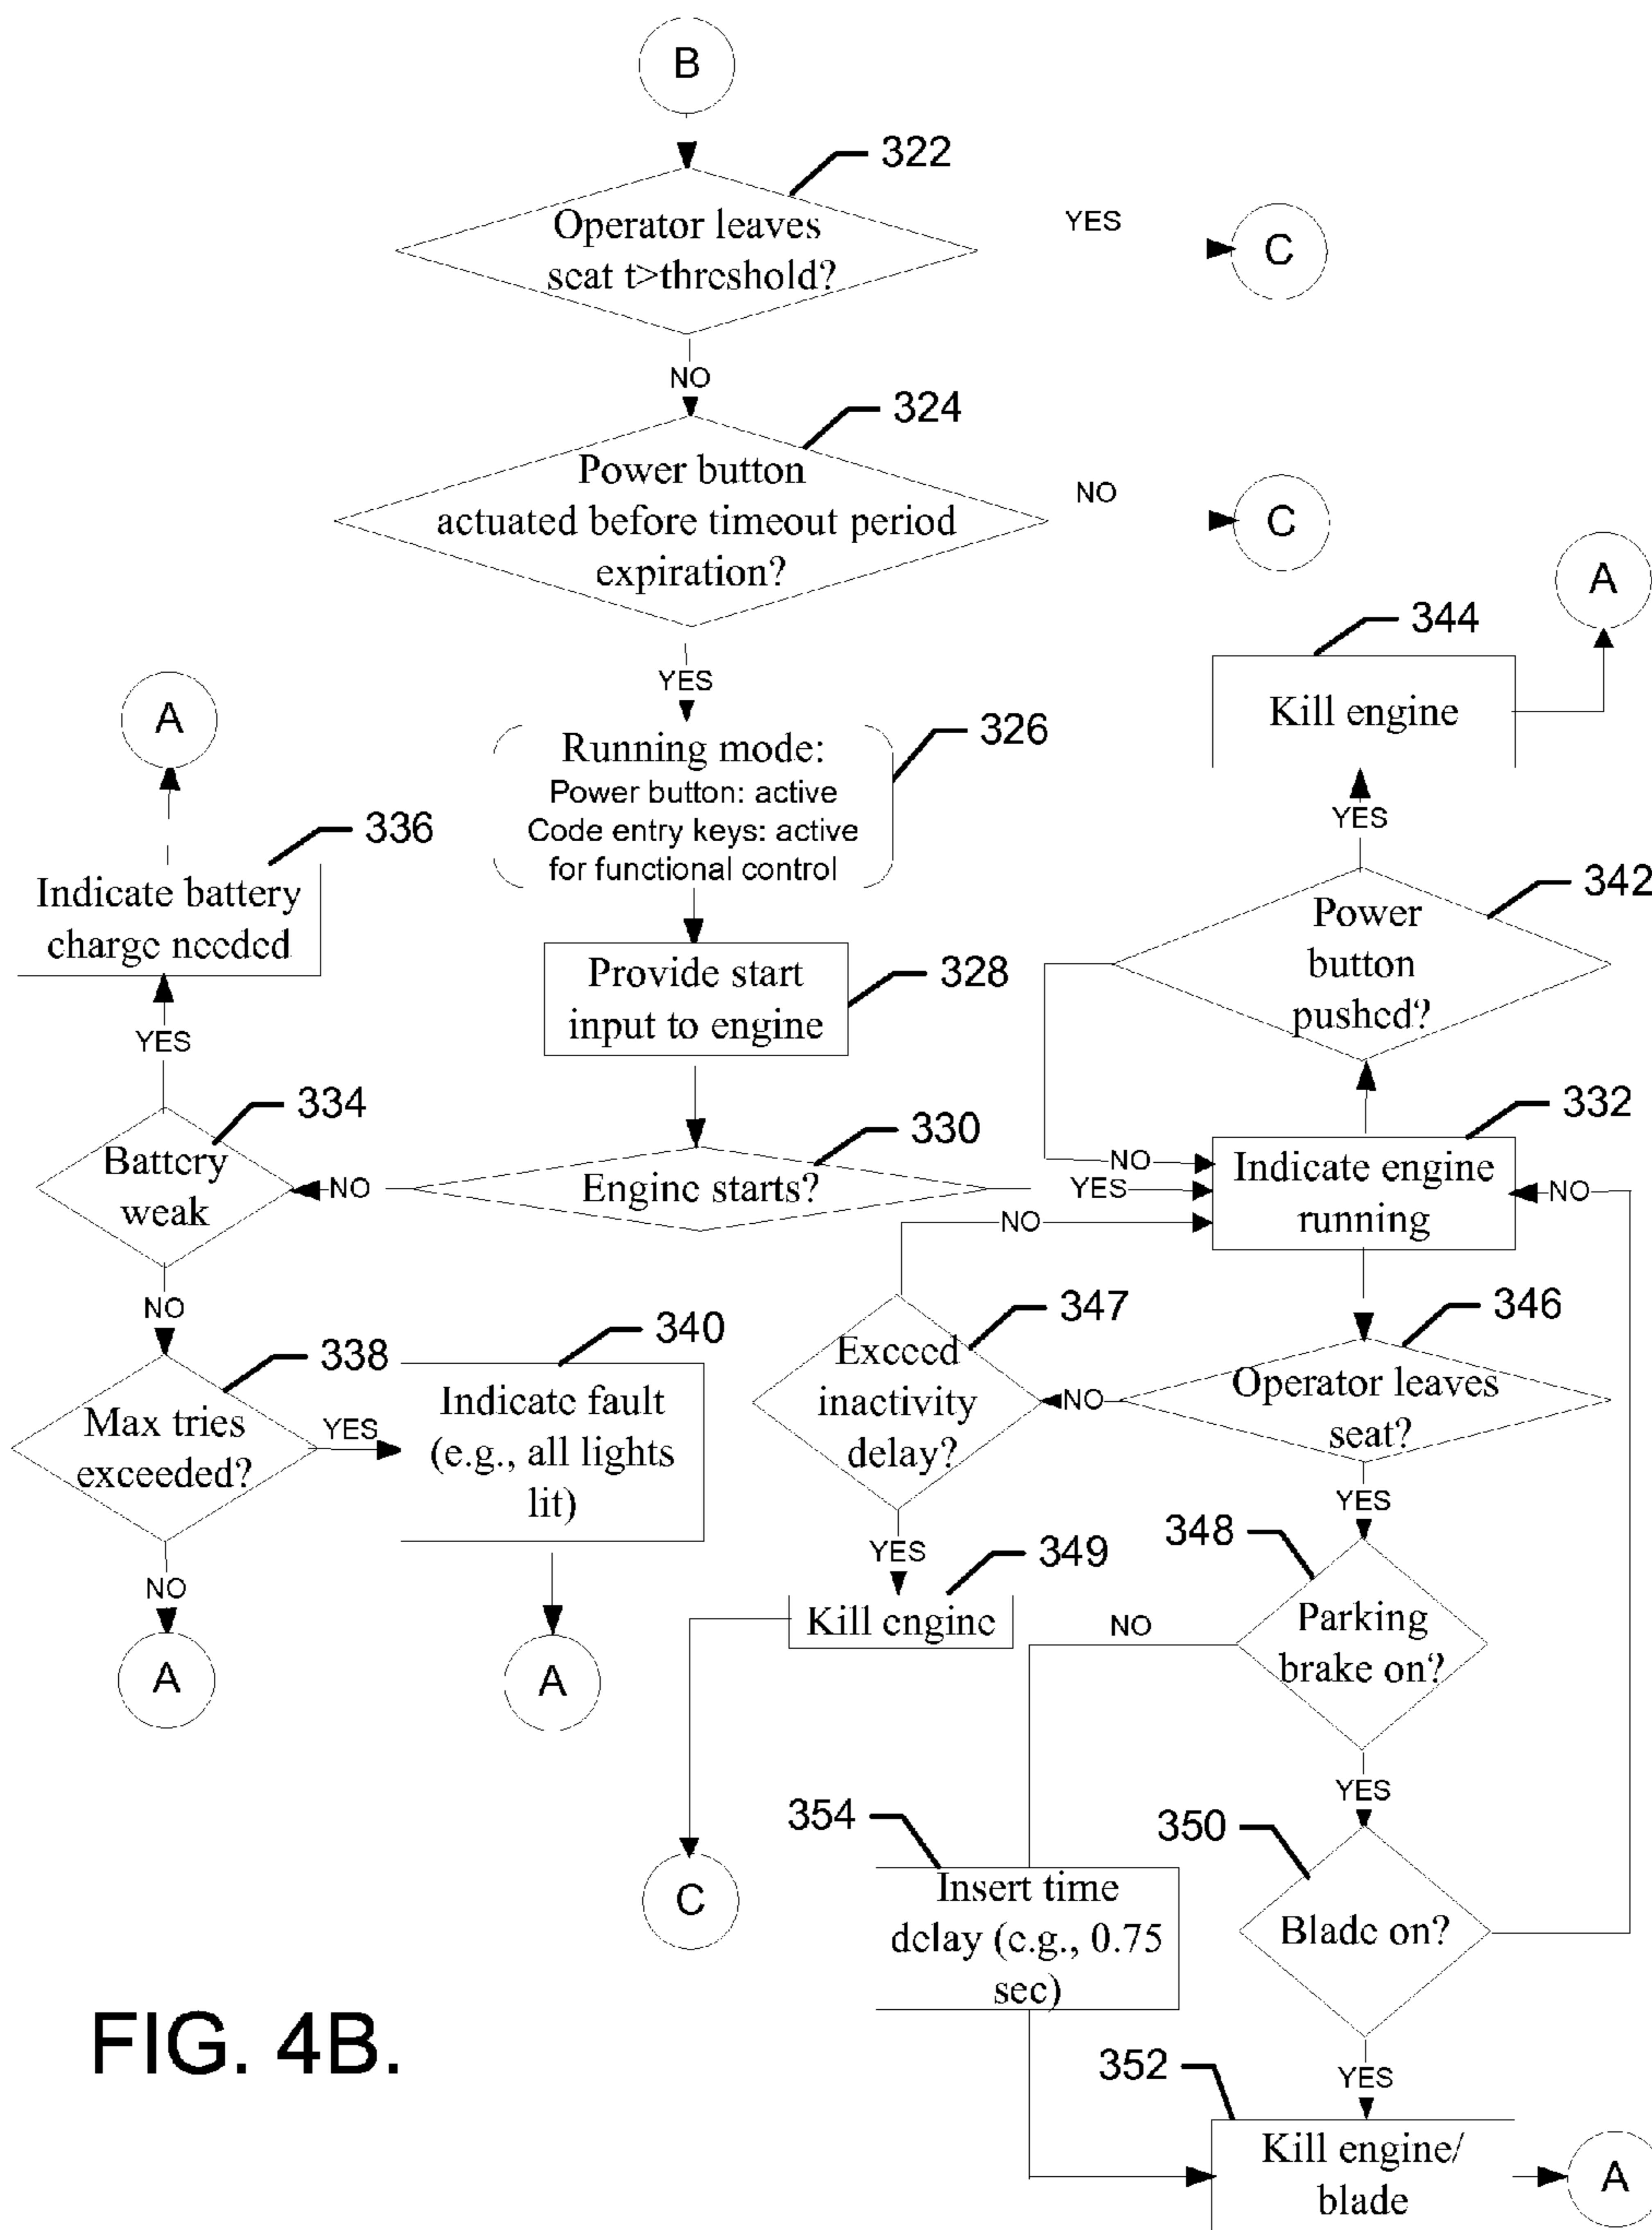 B
322
Operator leaves
seat t>threshold?
YES
C
NO
324
Power button
actuated before timeout period
expiration?
NO
C
A
344
Kill engine
YES
A
YES
326
Running mode:
Power button: active
Code entry keys: active
for functional control
336
Indicate battery
charge needed
YES
342
Power
button
pushed?
328
Provide start
input to engine
334
Battery
weak
NO
330
Engine starts?
NO
YES
332
Indicate engine
running
NO
NO
NO
338
Max tries
exceeded?
YES
340
Indicate fault
(e.g., all lights
lit)
347
Exceed
inactivity
delay?
NO
346
Operator leaves
seat?
YES
NO
A
A
YES
349
Kill engine
348
Parking
brake on?
NO
YES
C
354
Insert time
delay (e.g., 0.75
sec)
350
Blade on?
YES
352
Kill engine/
blade
A
FIG. 4B.